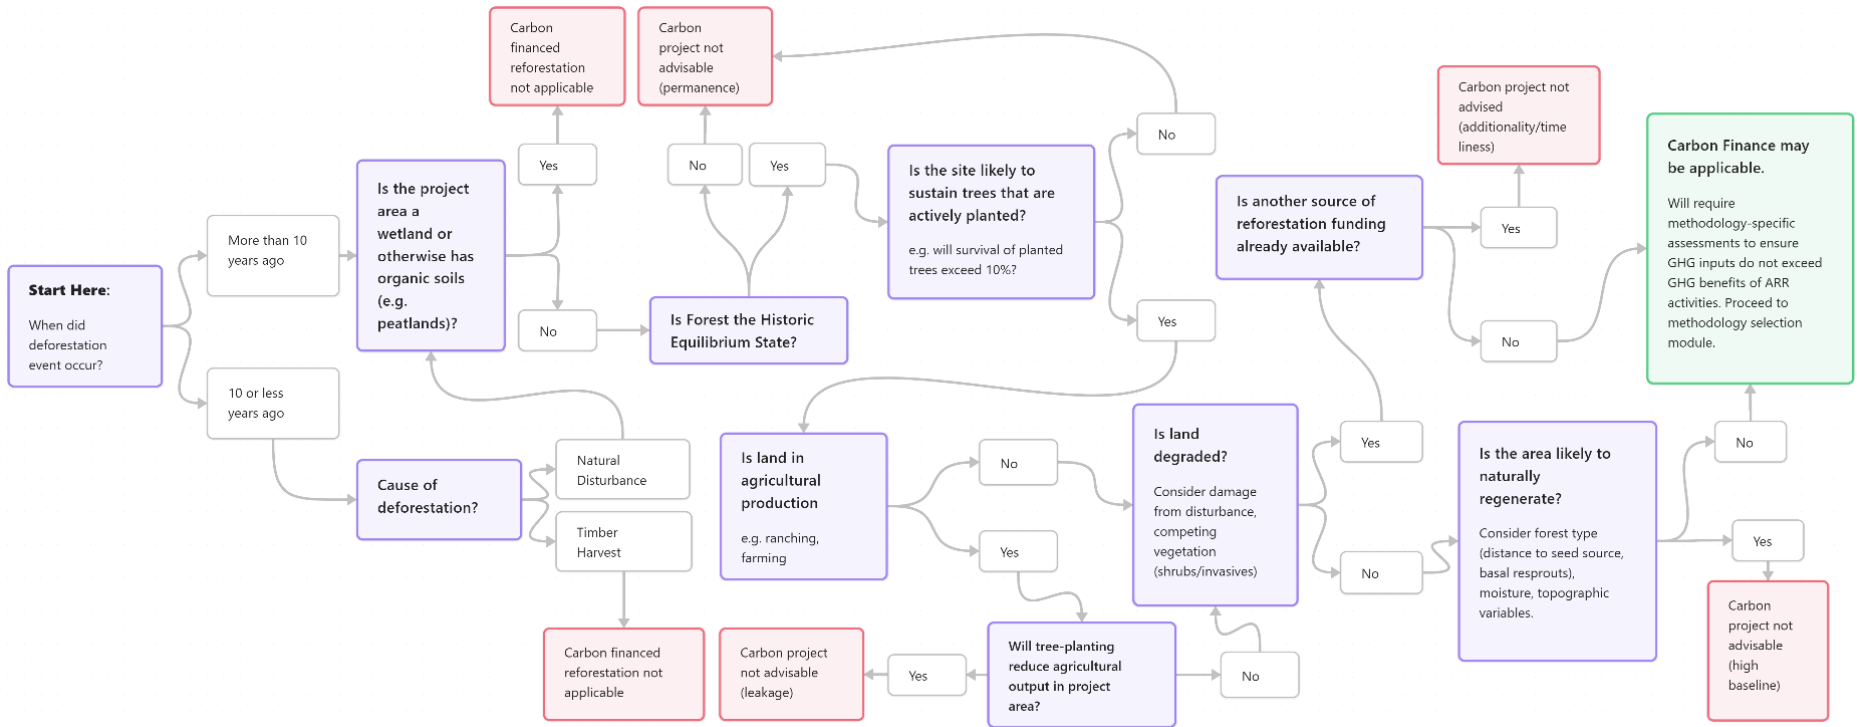 Carbon
financed
reforestation
not applicable
Carbon
project not
advisable
(permanence)
Carbon project not
advised
(additionality/time
liness)
Carbon Finance may
be applicable.
Will require
methodology-specific
assessments to ensure
GHG inputs do not exceed
GHG benefits of ARR
activities. Proceed to
methodology selection
module.
Yes
No
Yes
Is the site likely to
sustain trees that are
actively planted?
e.g. will survival of planted
trees exceed 10%?
No
Yes
Is another source of
reforestation funding
already available?
Yes
No
Is the project
area a
wetland or
otherwise has
organic soils
(e.g.
peatlands)?
More than 10
years ago
Start Here:
When did
deforestation
event occur?
No
Is Forest the Historic
Equilibrium State?
10 or less
years ago
Cause of
deforestation?
Natural
Disturbance
Timber
Harvest
Is land in
agricultural
production
e.g. ranching,
farming
No
Yes
Is land
degraded?
Consider damage
from disturbance,
competing
vegetation
(shrubs/invasives)
Yes
No
Is the area likely to
naturally
regenerate?
Consider forest type
(distance to seed source,
basal resprouts),
moisture, topographic
variables.
No
Yes
Carbon financed
reforestation not
applicable
Carbon project
not advisable
(leakage)
Yes
Will tree-planting
reduce agricultural
output in project
area?
No
Carbon
project not
advisable
(high
baseline)